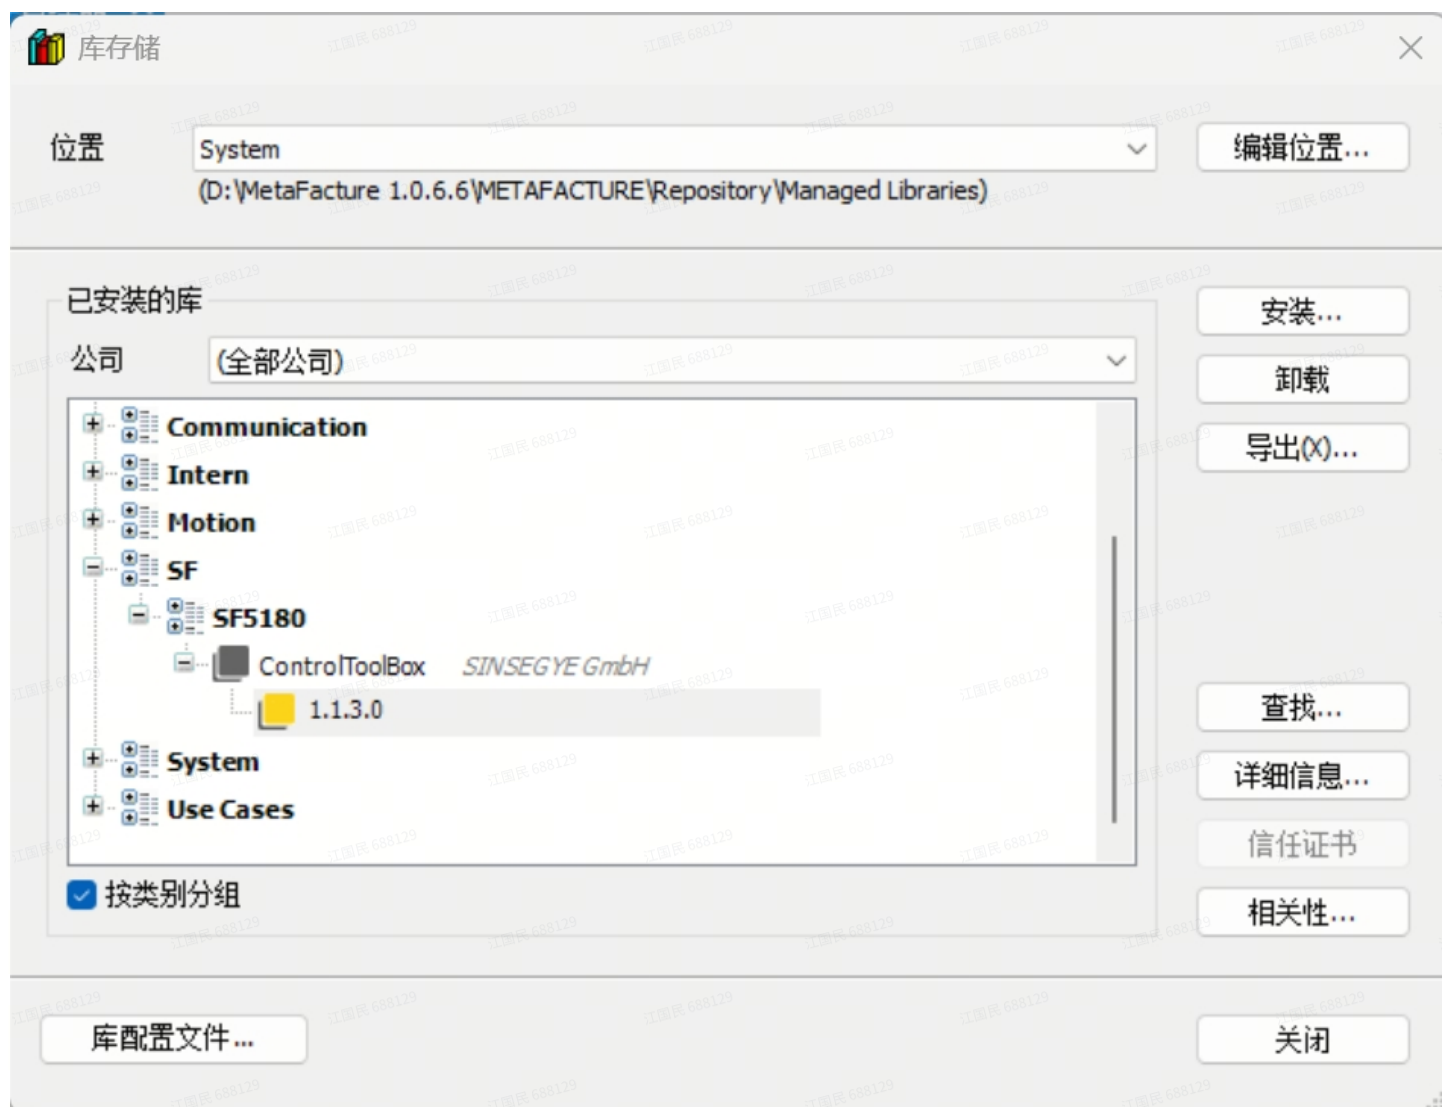 库存储
位置
System
编辑位置...
(D:\MetaFacture 1.0.6.6\METAFACTURE\Repository\Managed Libraries)
已安装的库
安装...
公司
(全部公司)
卸载
导出(X)...
Communication
Intern
Motion
SF
SF5180
ControlToolBox SINSEGYE GmbH
1.1.3.0
System
Use Cases
查找...
详细信息...
信任证书
相关性...
按类别分组
库配置文件...
关闭
江国民 688129